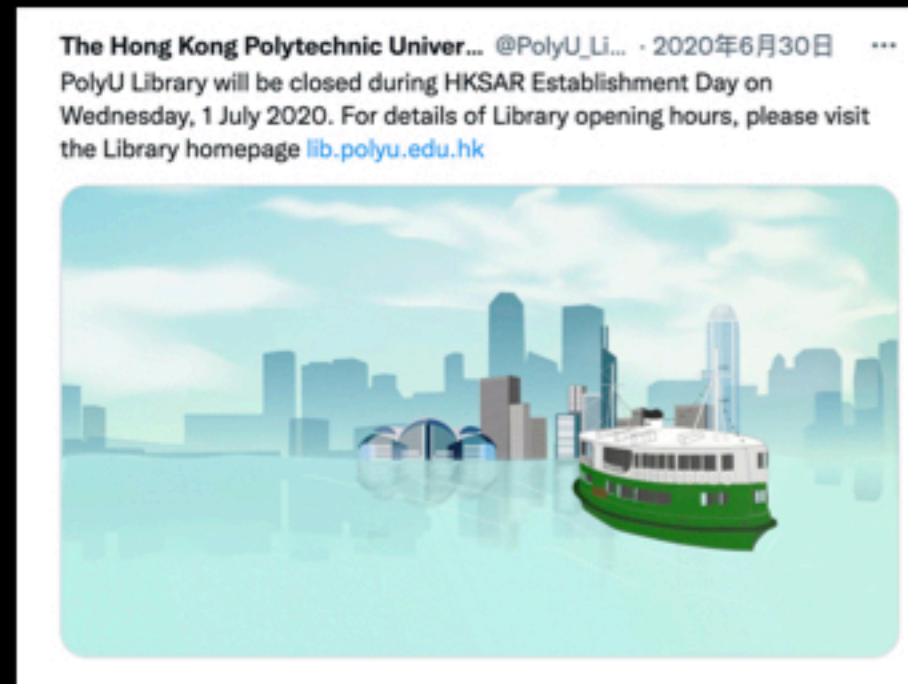 The Hong Kong Polytechnic Univer... @PolyU_Li... · 2020年6月30日 ···
PolyU Library will be closed during HKSAR Establishment Day on
Wednesday, 1 July 2020. For details of Library opening hours, please visit
the Library homepage lib.polyu.edu.hk